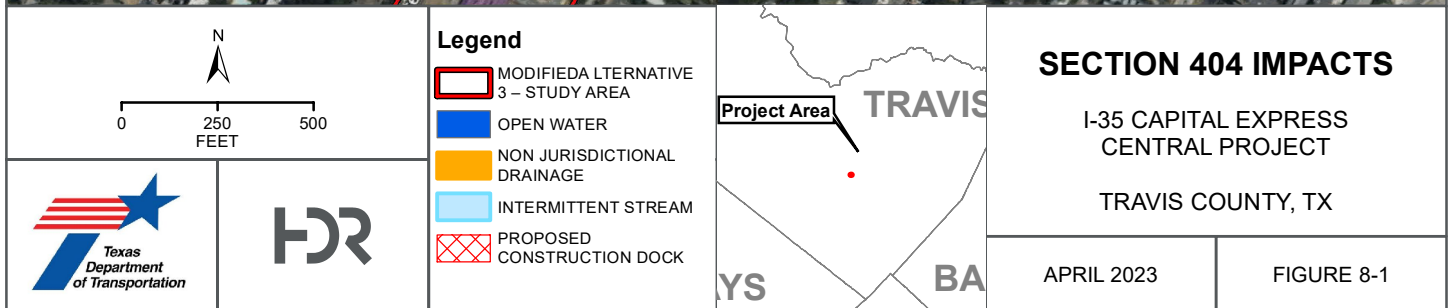 N
0 250 500
FEET
Texas
Department
of Transportation
HDR
Legend
MODIFIEDA LTERNATIVE
3 – STUDY AREA
OPEN WATER
NON JURISDICTIONAL
DRAINAGE
INTERMITTENT STREAM
PROPOSED
CONSTRUCTION DOCK
Project Area
TRAVIS
YS
BA
SECTION 404 IMPACTS
I-35 CAPITAL EXPRESS
CENTRAL PROJECT
TRAVIS COUNTY, TX
APRIL 2023
FIGURE 8-1